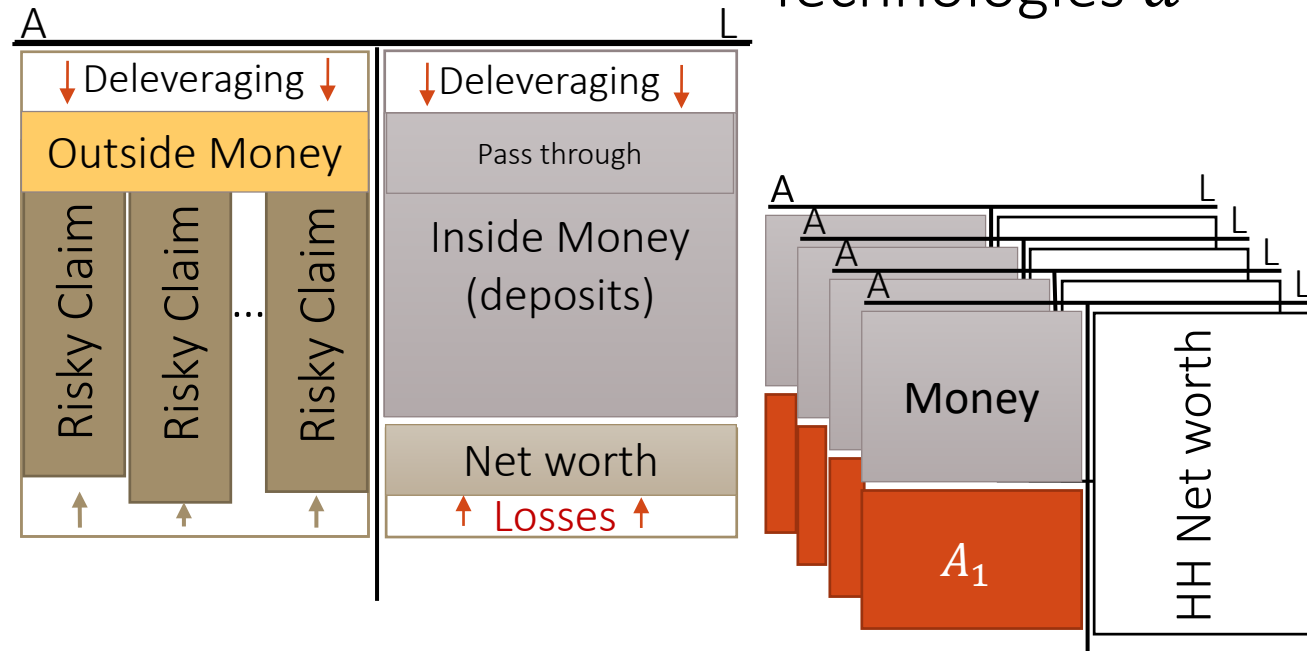 Technologies a
A L
Deleveraging
Deleveraging
Outside Money
Pass through
Risky Claim
Risky Claim
...
Risky Claim
Inside Money
(deposits)
Net worth
Losses
A L
A L
A L
A L
Money
A₁
HH Net worth